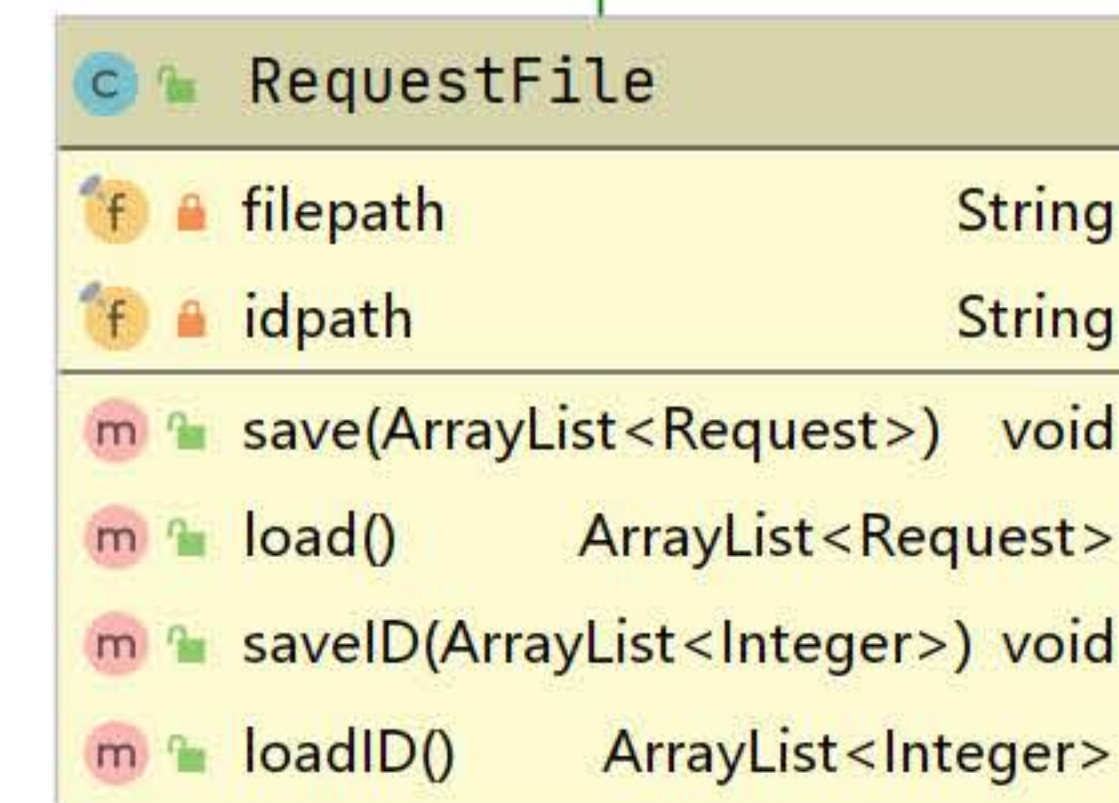 c RequestFile
f filepath String
f idpath String
m save(ArrayList<Request>) void
m load() ArrayList<Request>
m saveID(ArrayList<Integer>) void
m loadID() ArrayList<Integer>